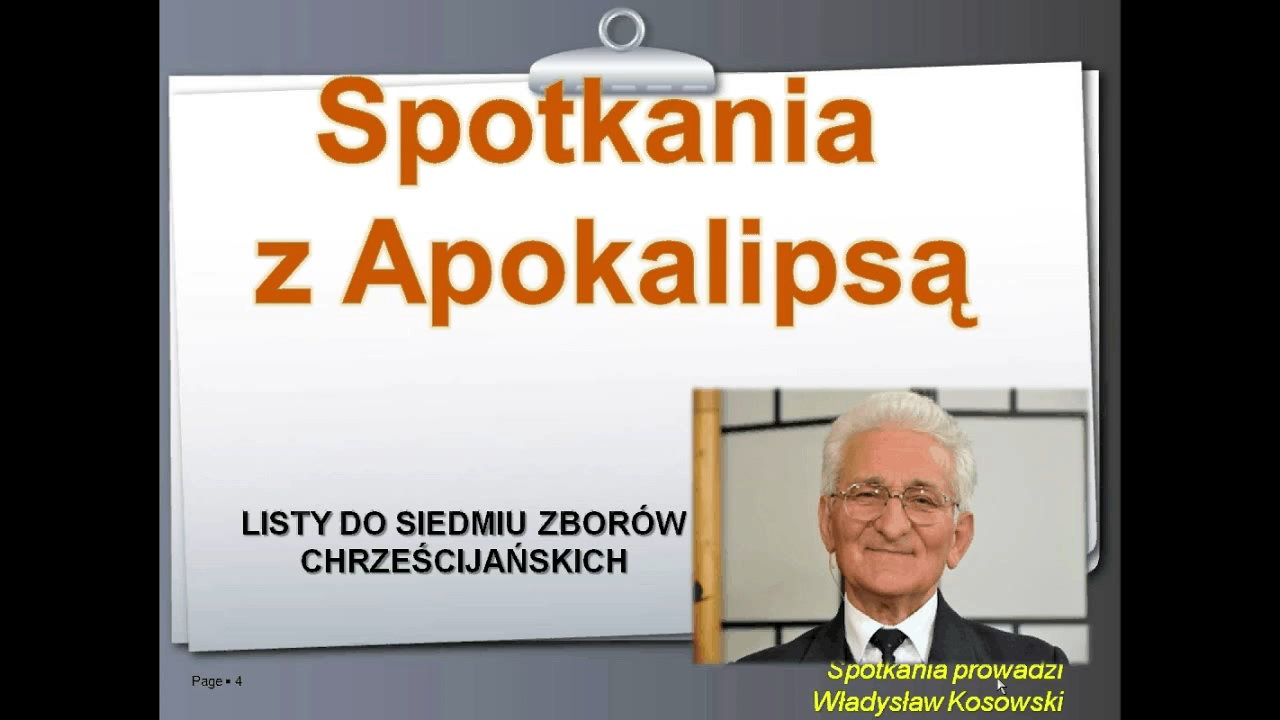 Spotkania
z Apokalipsą
LISTY DO SIEDMIU ZBORÓW
CHRZEŚCIJAŃSKICH
Spotkania prowadzi
Władysław Kosowski
Page ▪ 4